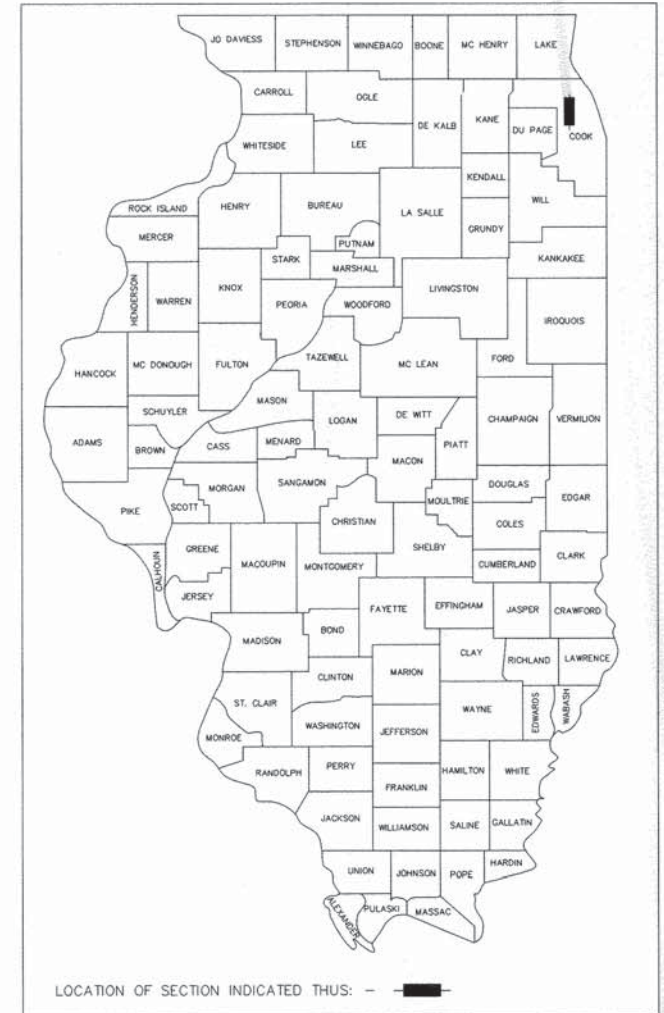 JO DAVIESS STEPHENSON WINNEBAGO BOONE MC HENRY LAKE
CARROLL OGLE
DE KALB KANE DU PAGE COOK
WHITESIDE LEE
KENDALL
ROCK ISLAND HENRY BUREAU LA SALLE WILL
MERCER PUTNAM GRUNDY
STARK MARSHALL KANKAKEE
HENDERSON WARREN KNOX PEORIA WOODFORD LIVINGSTON
IROQUOIS
HANCOCK MC DONOUGH FULTON TAZEWELL MC LEAN FORD
MASON
SCHUYLER LOGAN DE WITT CHAMPAIGN VERMILION
ADAMS BROWN CASS MENARD PIATT
MACON
PIKE SCOTT MORGAN SANGAMON MOULTRIE DOUGLAS EDGAR
CHRISTIAN COLES
CALHOUN GREENE MACOUPIN MONTGOMERY SHELBY CUMBERLAND CLARK
JERSEY FAYETTE EFFINGHAM JASPER CRAWFORD
MADISON BOND
CLINTON MARION CLAY RICHLAND LAWRENCE
ST. CLAIR WAYNE EDWARDS WABASH
MONROE WASHINGTON JEFFERSON
RANDOLPH PERRY HAMILTON WHITE
FRANKLIN
JACKSON WILLIAMSON SALINE GALLATIN
UNION JOHNSON POPE HARDIN
ALEXANDER PULASKI MASSAC
LOCATION OF SECTION INDICATED THUS: -